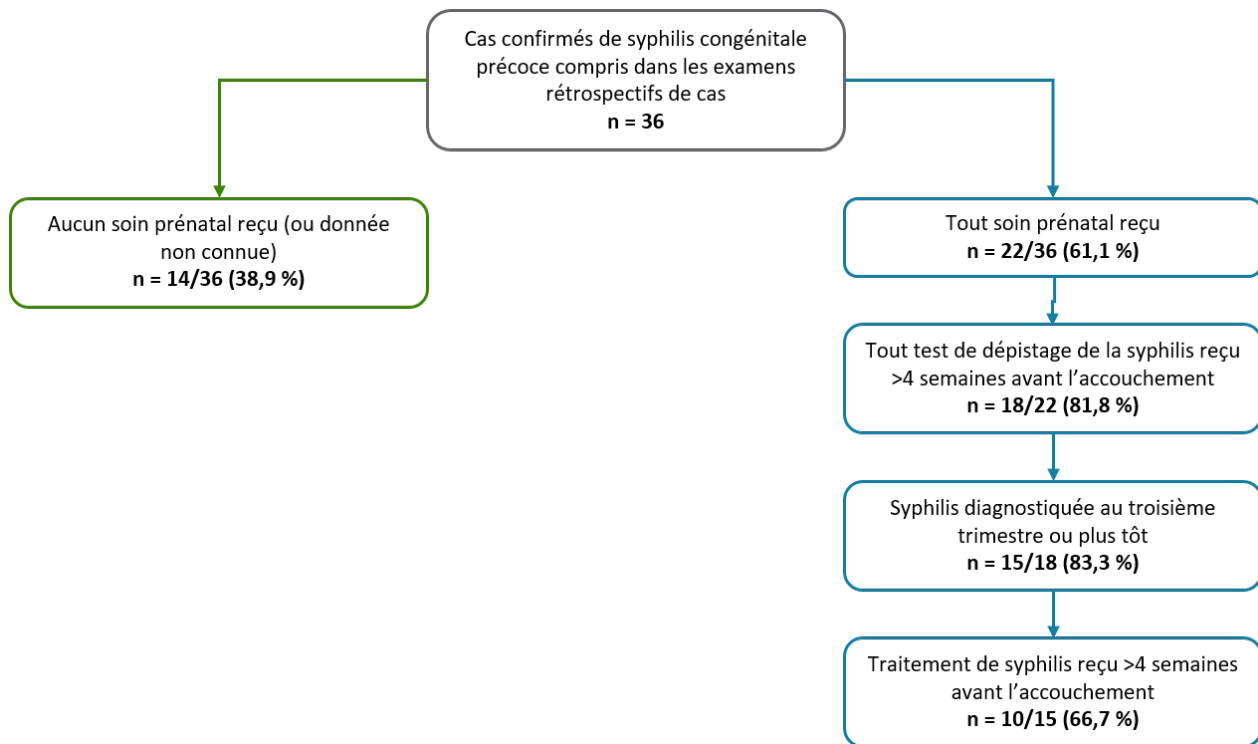 Cas confirmés de syphilis congénitale
précoce compris dans les examens
rétrospectifs de cas
n = 36
Aucun soin prénatal reçu (ou donnée
non connue)
n = 14/36 (38,9 %)
Tout soin prénatal reçu
n = 22/36 (61,1 %)
Tout test de dépistage de la syphilis reçu
>4 semaines avant l’accouchement
n = 18/22 (81,8 %)
Syphilis diagnostiquée au troisième
trimestre ou plus tôt
n = 15/18 (83,3 %)
Traitement de syphilis reçu >4 semaines
avant l’accouchement
n = 10/15 (66,7 %)